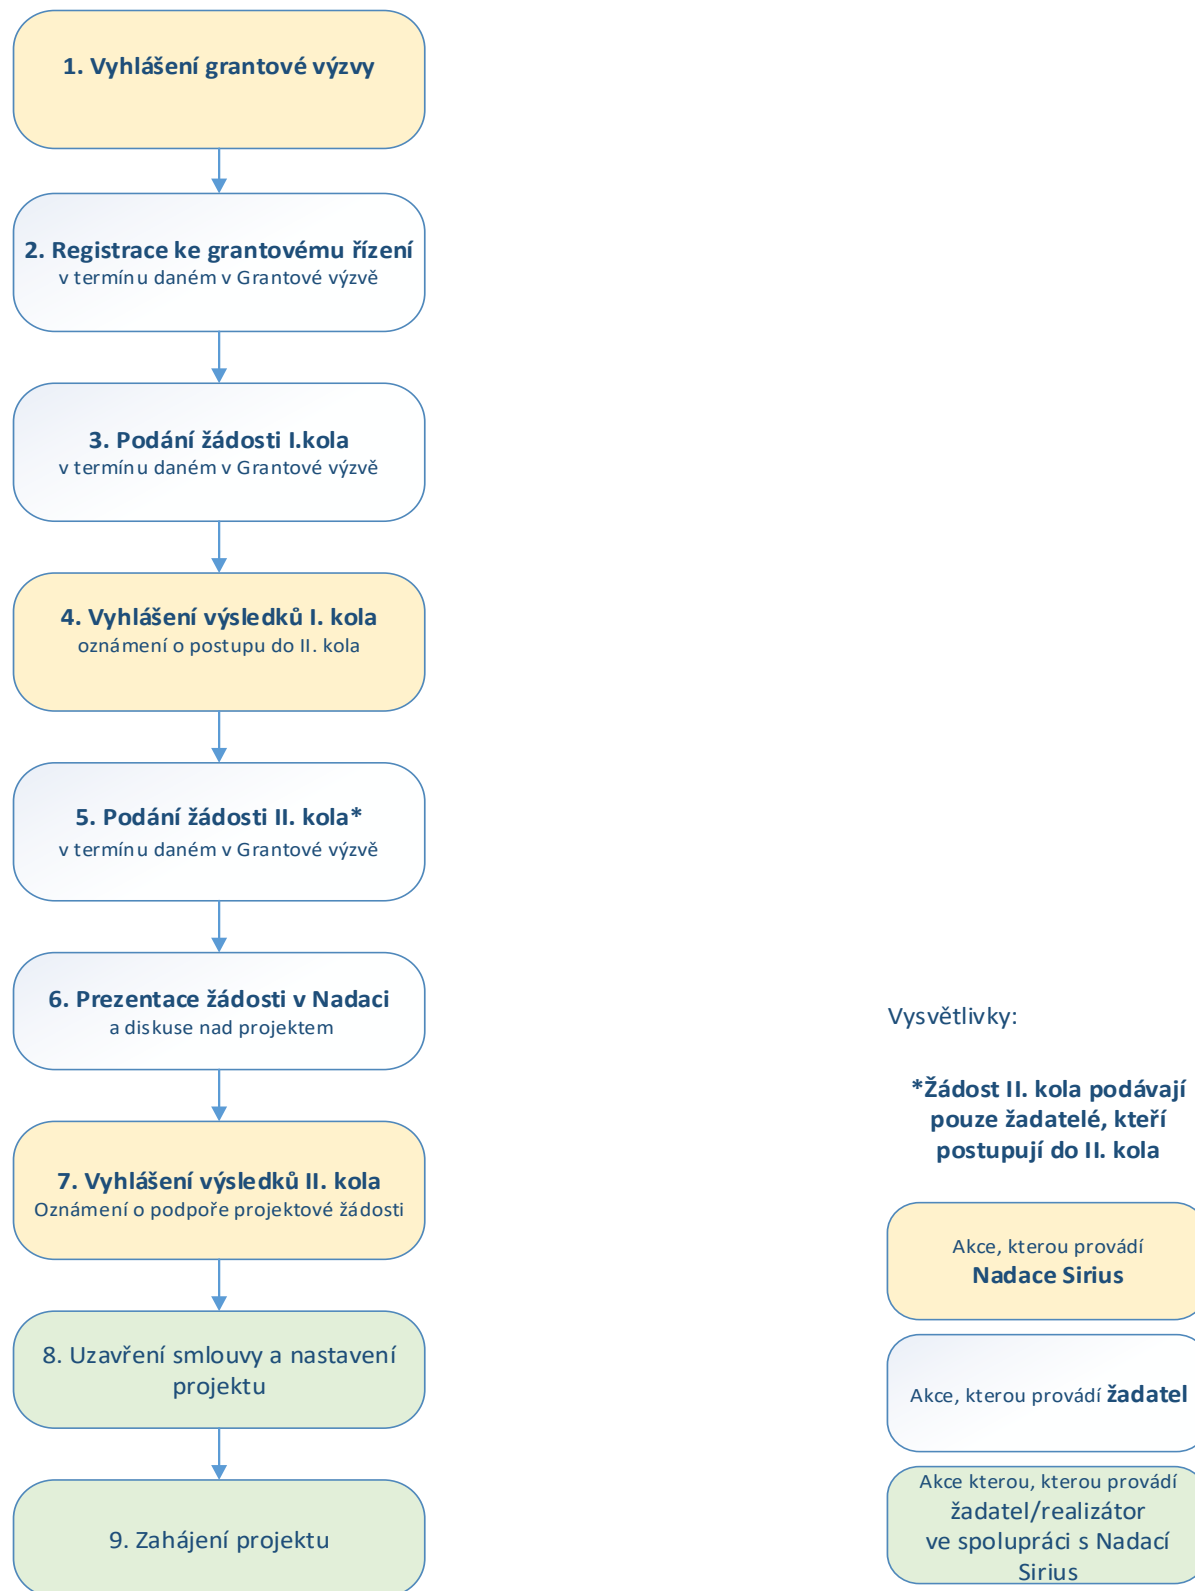 1. Vyhlášení grantové výzvy
2. Registrace ke grantovému řízení
v termínu daném v Grantové výzvě
3. Podání žádosti I.kola
v termínu daném v Grantové výzvě
4. Vyhlášení výsledků I. kola
oznámení o postupu do II. kola
5. Podání žádosti II. kola*
v termínu daném v Grantové výzvě
6. Prezentace žádosti v Nadaci
a diskuse nad projektem
7. Vyhlášení výsledků II. kola
Oznámení o podpoře projektové žádosti
8. Uzavření smlouvy a nastavení
projektu
9. Zahájení projektu
Vysvětlivky:
*Žádost II. kola podávají
pouze žadatelé, kteří
postupují do II. kola
Akce, kterou provádí
Nadace Sirius
Akce, kterou provádí žadatel
Akce kterou, kterou provádí
žadatel/realizátor
ve spolupráci s Nadací
Sirius